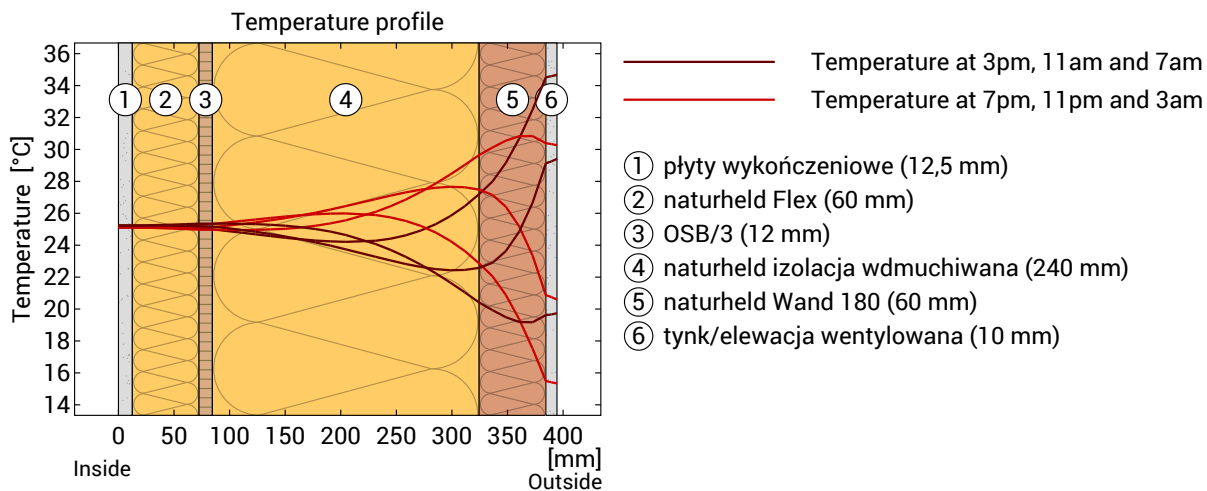 Temperature profile
Temperature [°C]
36
34
32
30
28
26
24
22
20
18
16
14
1 2 3 4 5 6
0 50 100 150 200 250 300 350 400
[mm]
Inside
Outside
Temperature at 3pm, 11am and 7am
Temperature at 7pm, 11pm and 3am
1 płyty wykończeniowe (12,5 mm)
2 naturheld Flex (60 mm)
3 OSB/3 (12 mm)
4 naturheld izolacja wdmuchiwana (240 mm)
5 naturheld Wand 180 (60 mm)
6 tynk/elewacja wentylowana (10 mm)